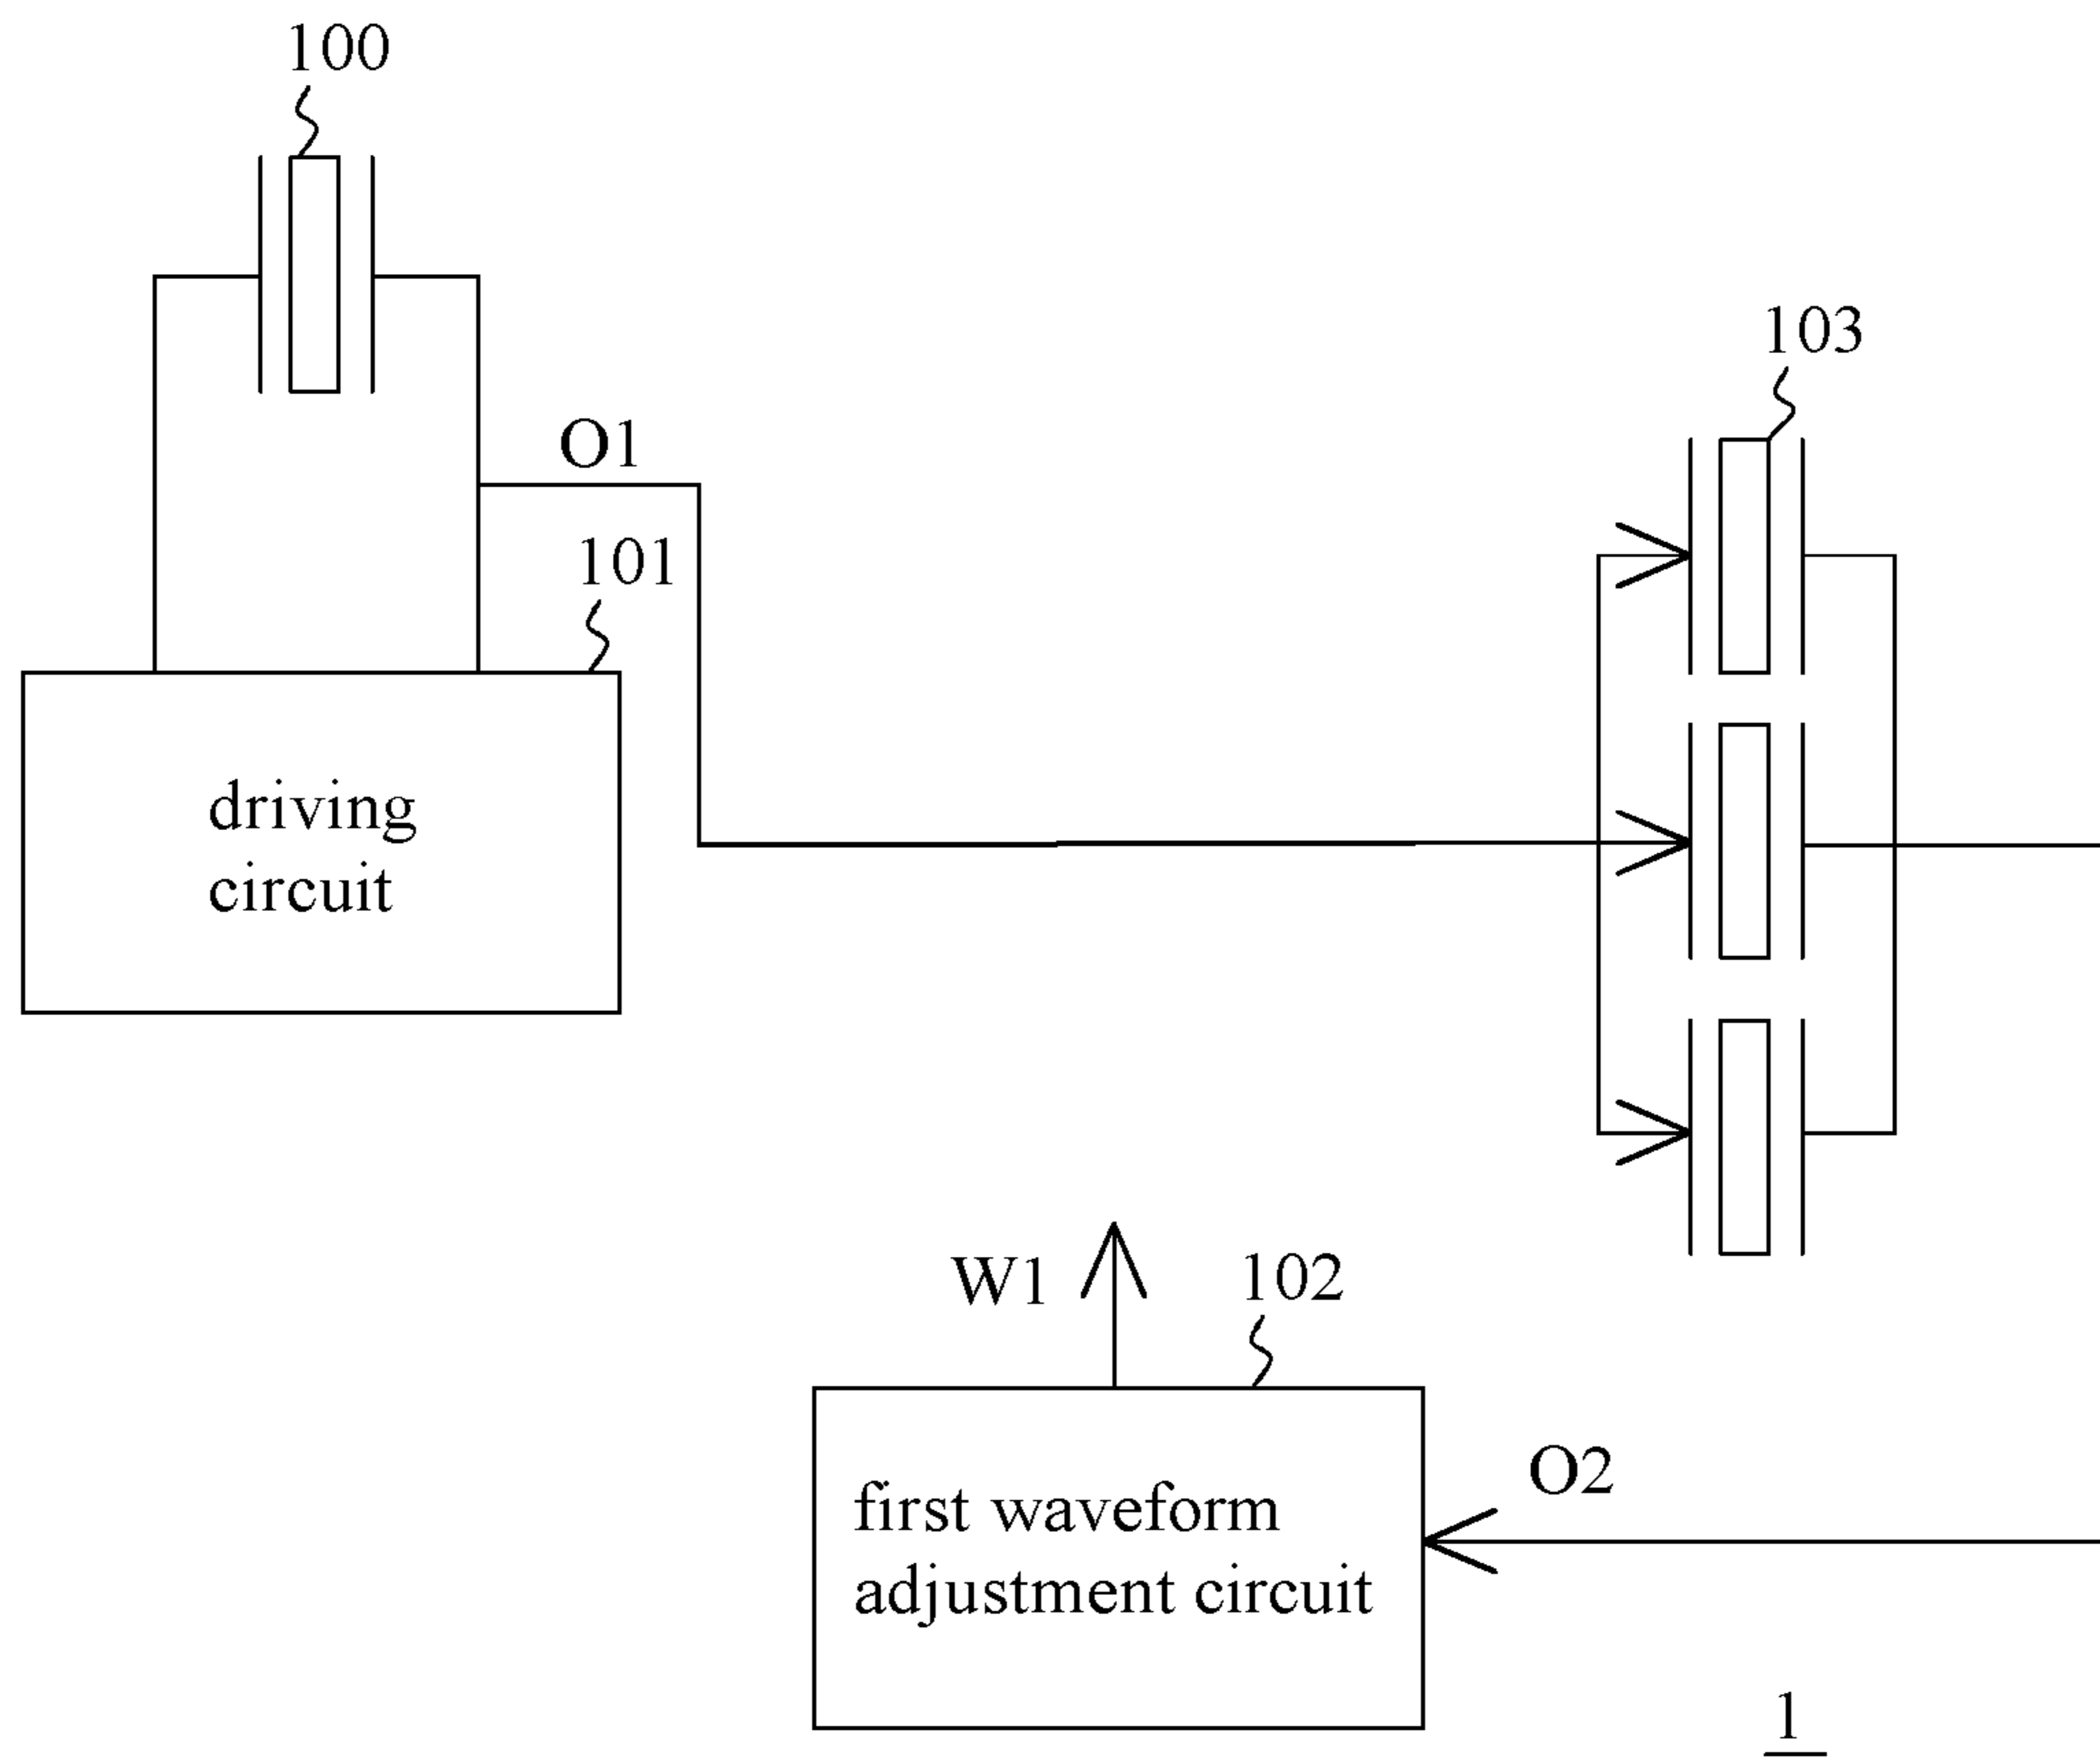 100
103
O1
101
driving
circuit
W1
102
O2
first waveform
adjustment circuit
1